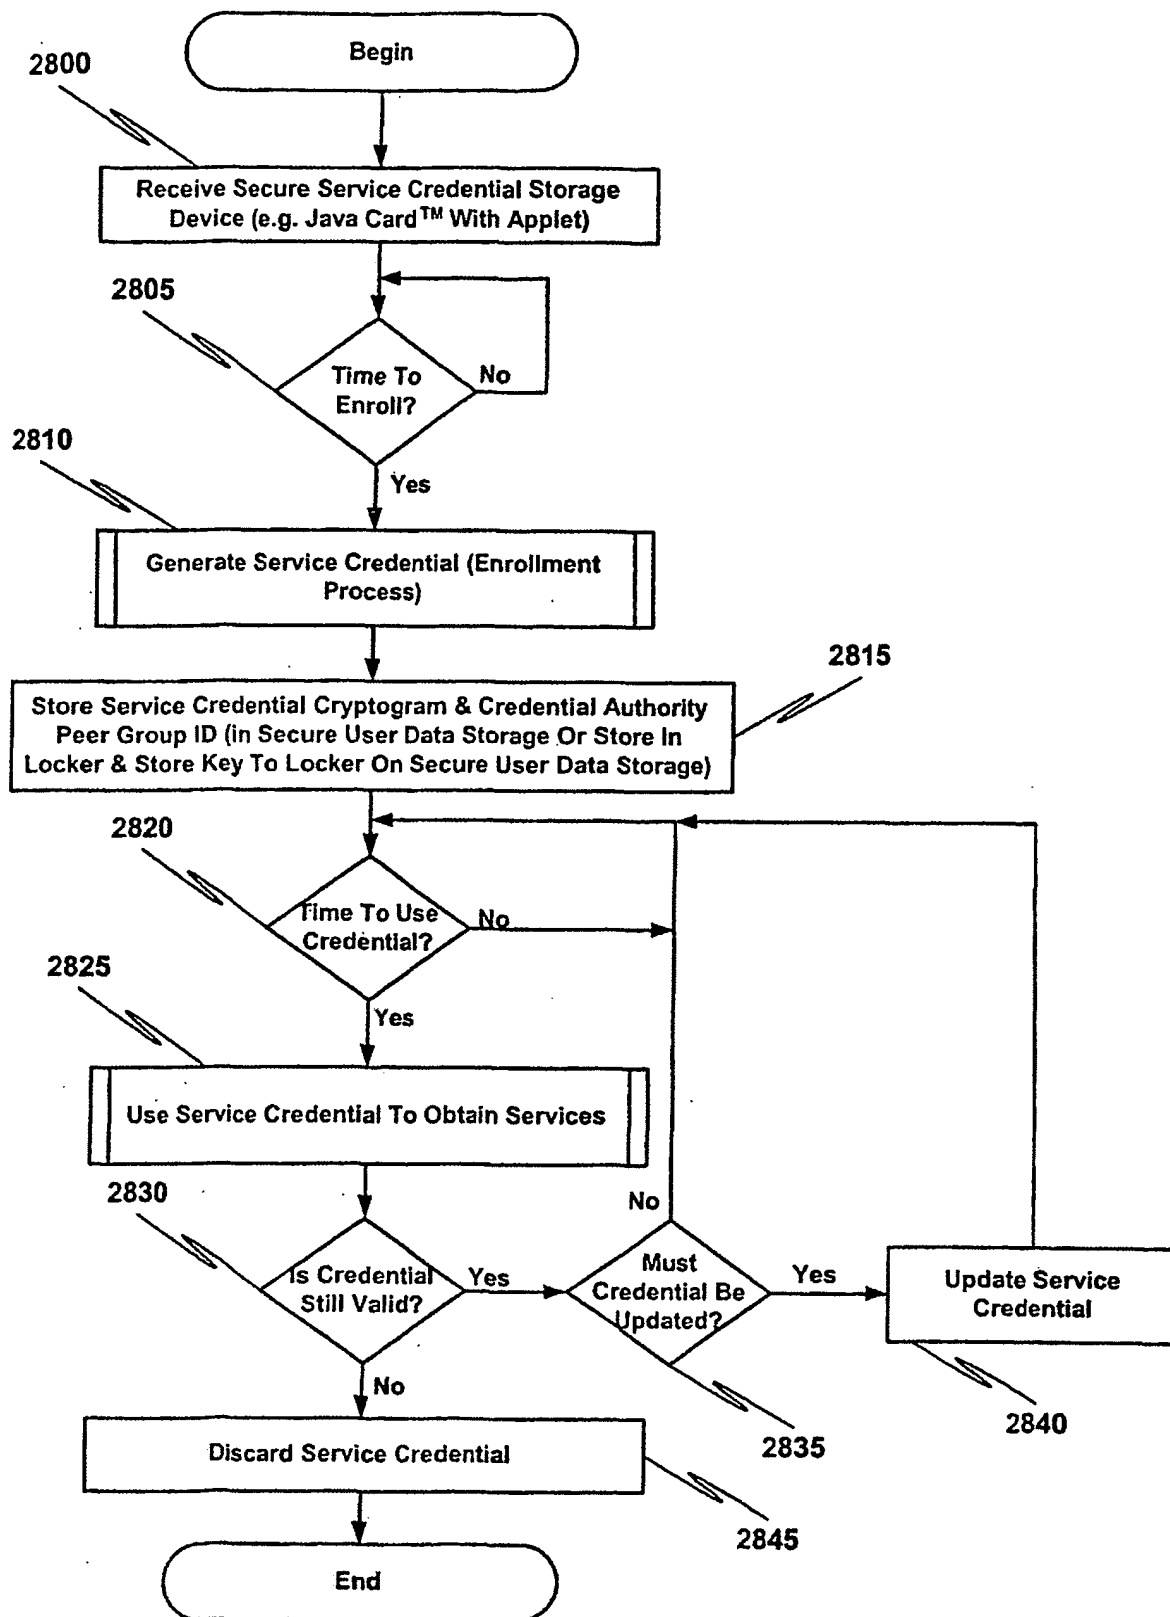 Begin
2800
Receive Secure Service Credential Storage
Device (e.g. Java Card™ With Applet)
2805
Time To
Enroll?
No
Yes
2810
Generate Service Credential (Enrollment
Process)
2815
Store Service Credential Cryptogram & Credential Authority
Peer Group ID (in Secure User Data Storage Or Store In
Locker & Store Key To Locker On Secure User Data Storage)
2820
Time To Use
Credential?
No
Yes
2825
Use Service Credential To Obtain Services
2830
Is Credential
Still Valid?
Yes
No
Must
Credential Be
Updated?
No
Yes
2835
Update Service
Credential
2840
Discard Service Credential
2845
End